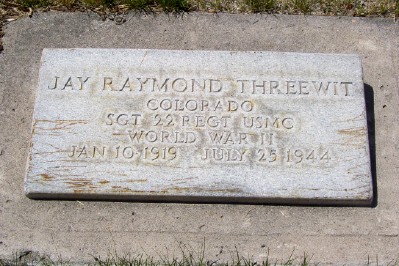 JAY RAYMOND THREEWIT
COLORADO
SGT 22 REGT USMC
WORLD WAR II
JAN 10 1919 JULY 25 1944